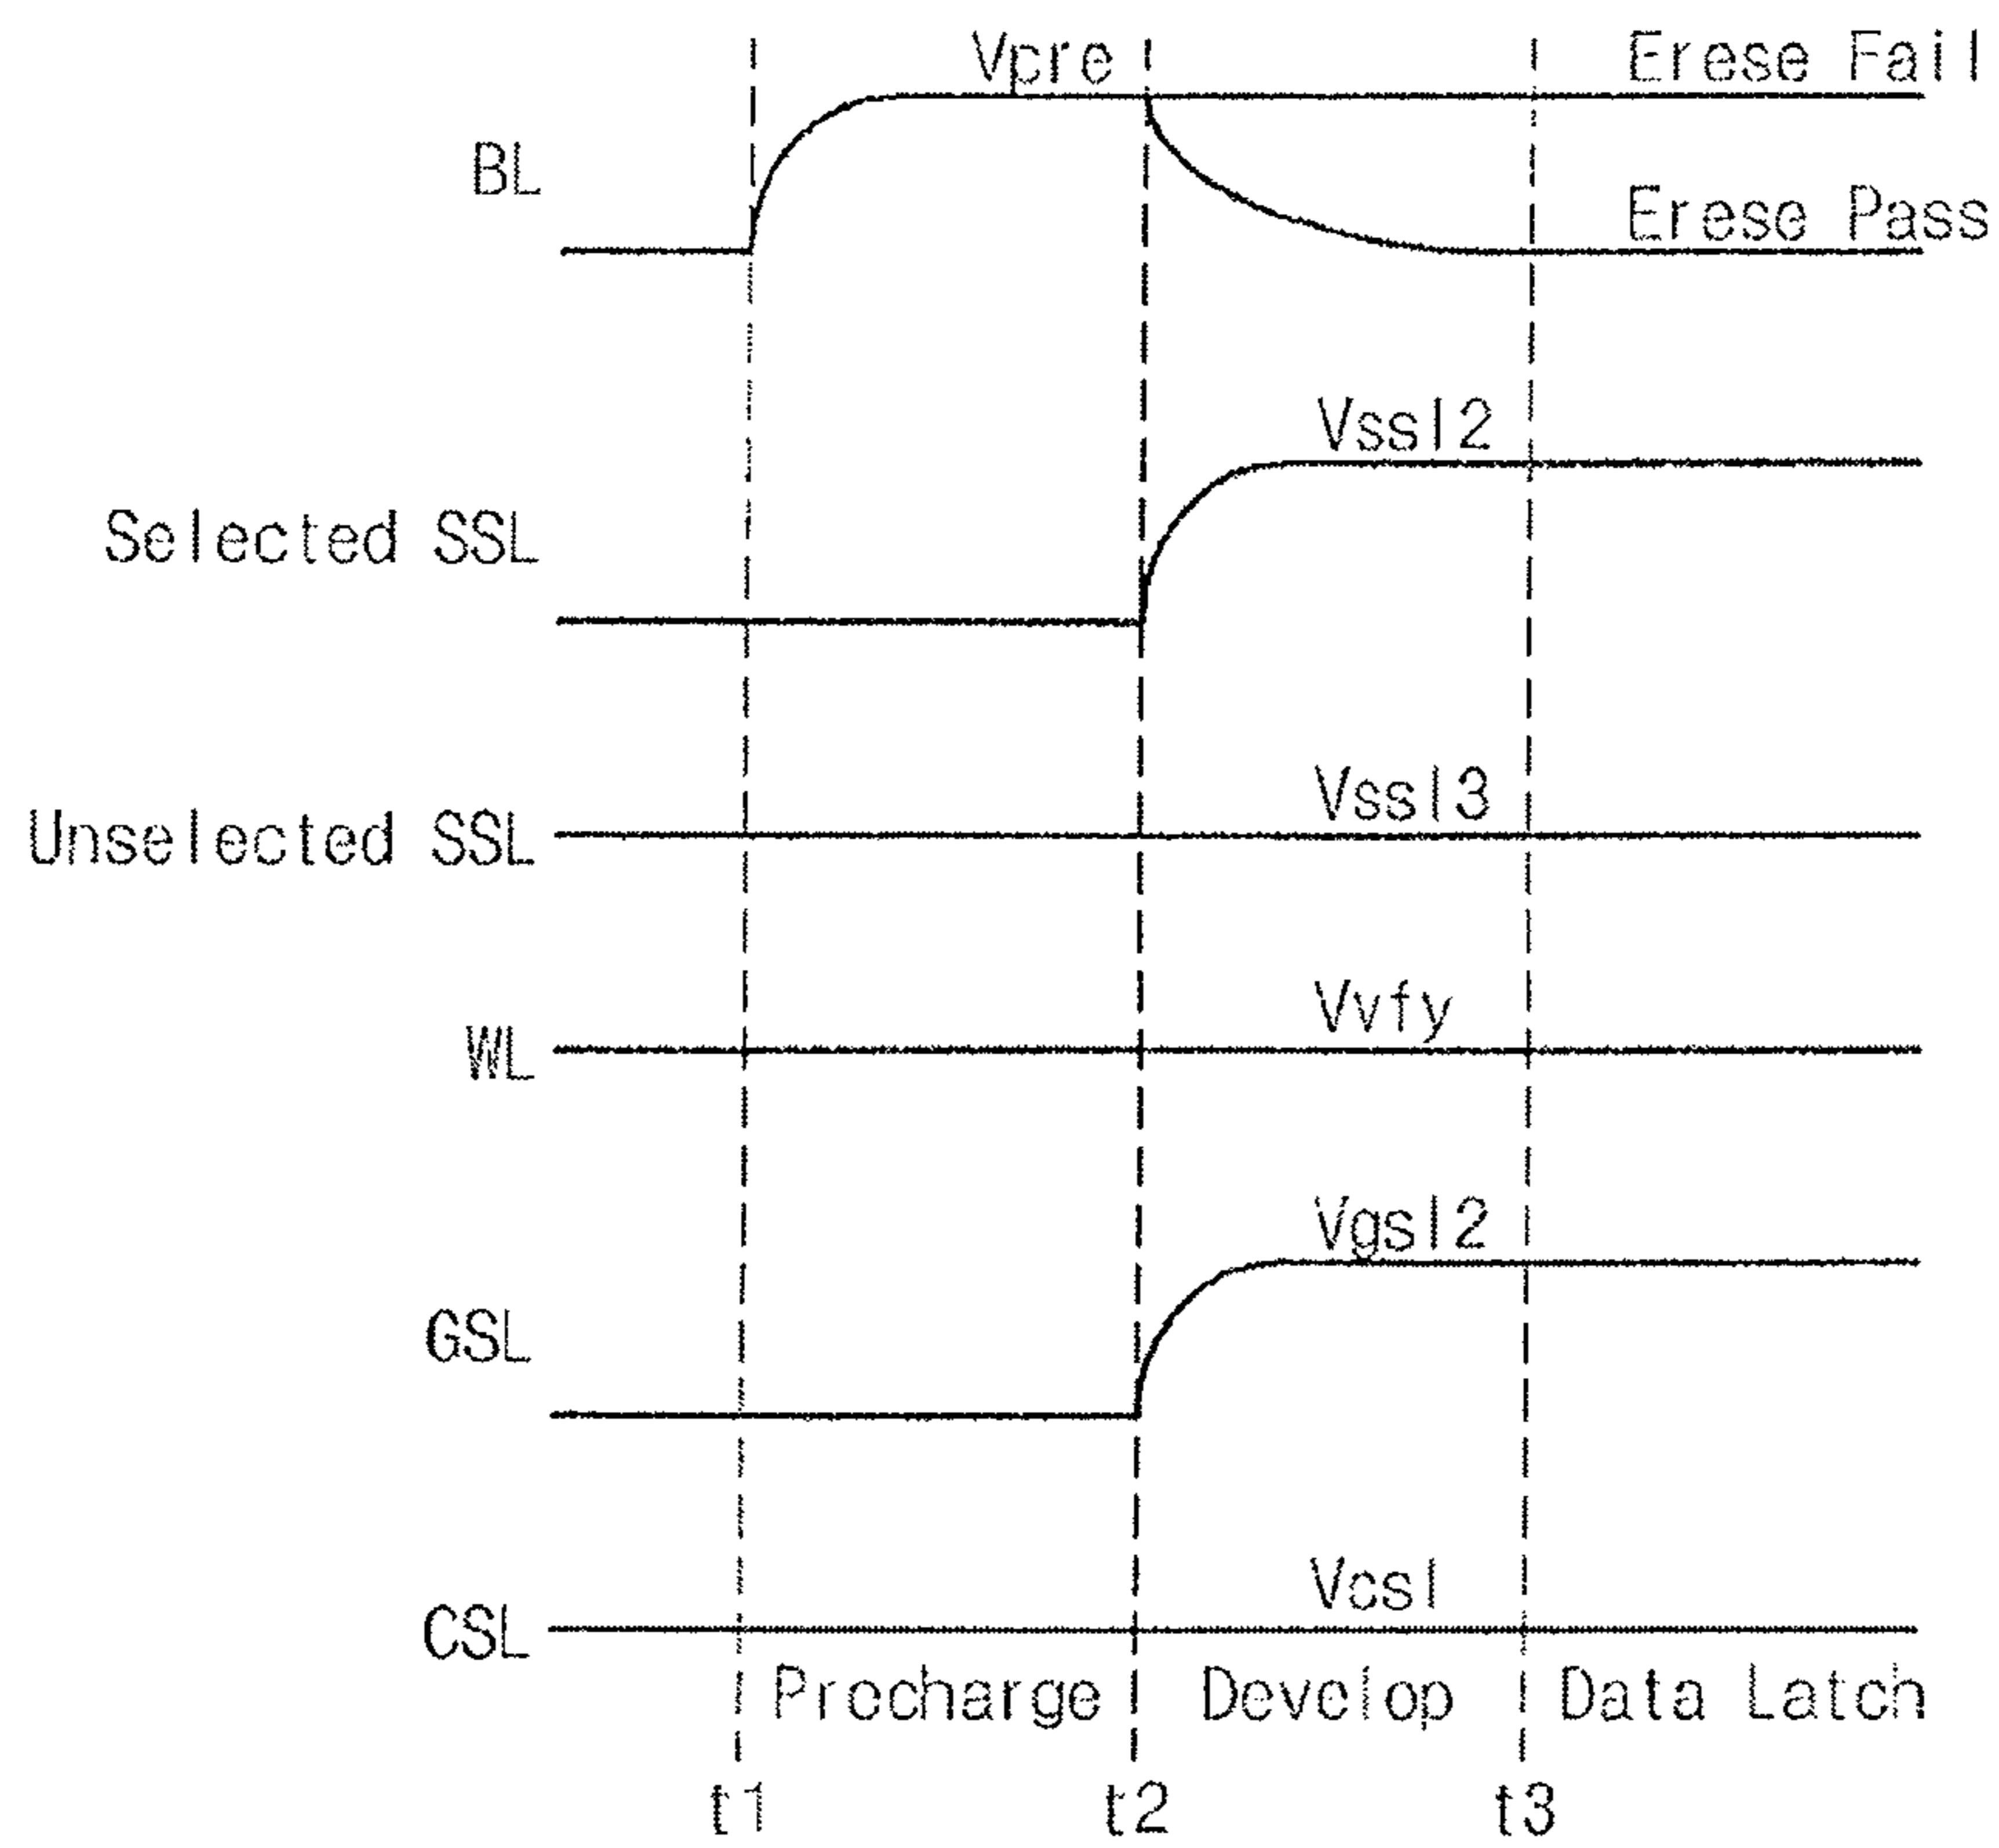 Vpre
Erese Fail
BL
Erese Pass
Vssl2
Selected SSL
Vssl3
Unselected SSL
Vvfy
WL
Vgsl2
GSL
Vcsl
CSL
Precharge
Develop
Data Latch
t1
t2
t3